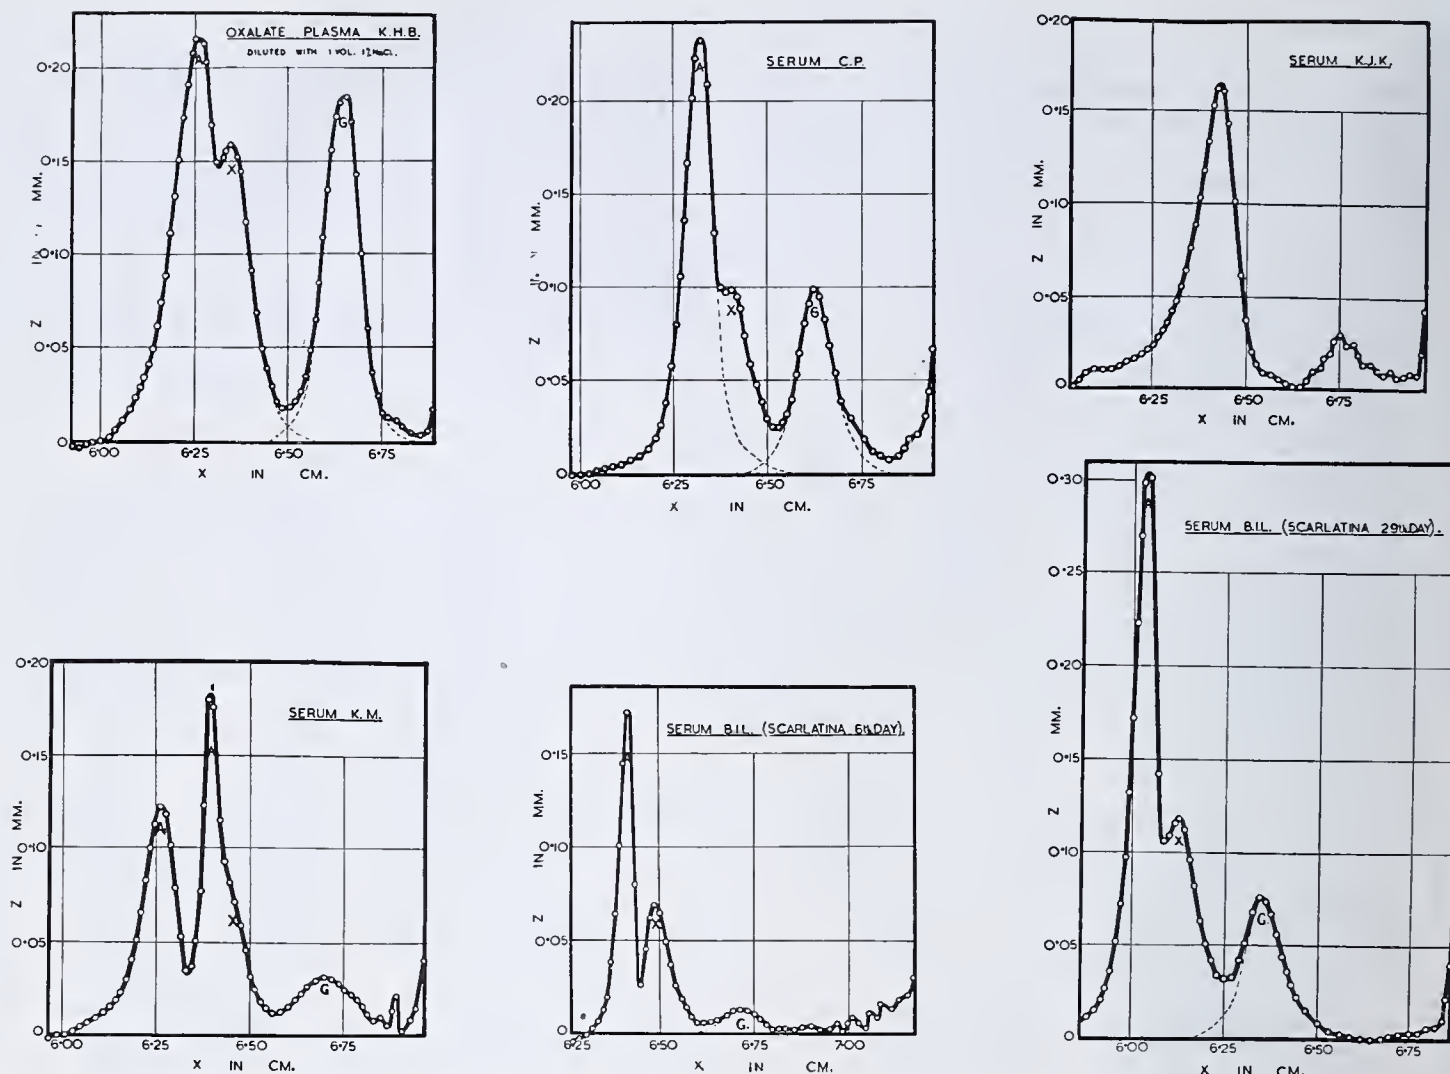 OXALATE PLASMA K.H.B.
DILUTED WITH 1 VOL. 1% NaCl.
0·20
0·15
0·10
0·05
0
Z IN MM.
A
X
G
6·00 6·25 6·50 6·75
X IN CM.
SERUM C.P.
0·20
0·15
0·10
0·05
0
Z MM.
A
X
G
6·00 6·25 6·50 6·75
X IN CM.
SERUM K.J.K.
0·20
0·15
0·10
0·05
0
Z IN MM.
6·25 6·50 6·75
X IN CM.
SERUM K.M.
0·20
0·15
0·10
0·05
0
Z IN MM.
A
A
X
G
6·00 6·25 6·50 6·75
X IN CM.
SERUM B.I.L. (SCARLATINA 6th DAY).
0·15
0·10
0·05
0
Z IN MM.
A
X
G
6·25 6·50 6·75 7·00
X IN CM.
SERUM B.I.L. (SCARLATINA 29th DAY).
0·30
0·25
0·20
0·15
0·10
0·05
0
Z IN MM.
A
X
G
6·00 6·25 6·50 6·75
X IN CM.